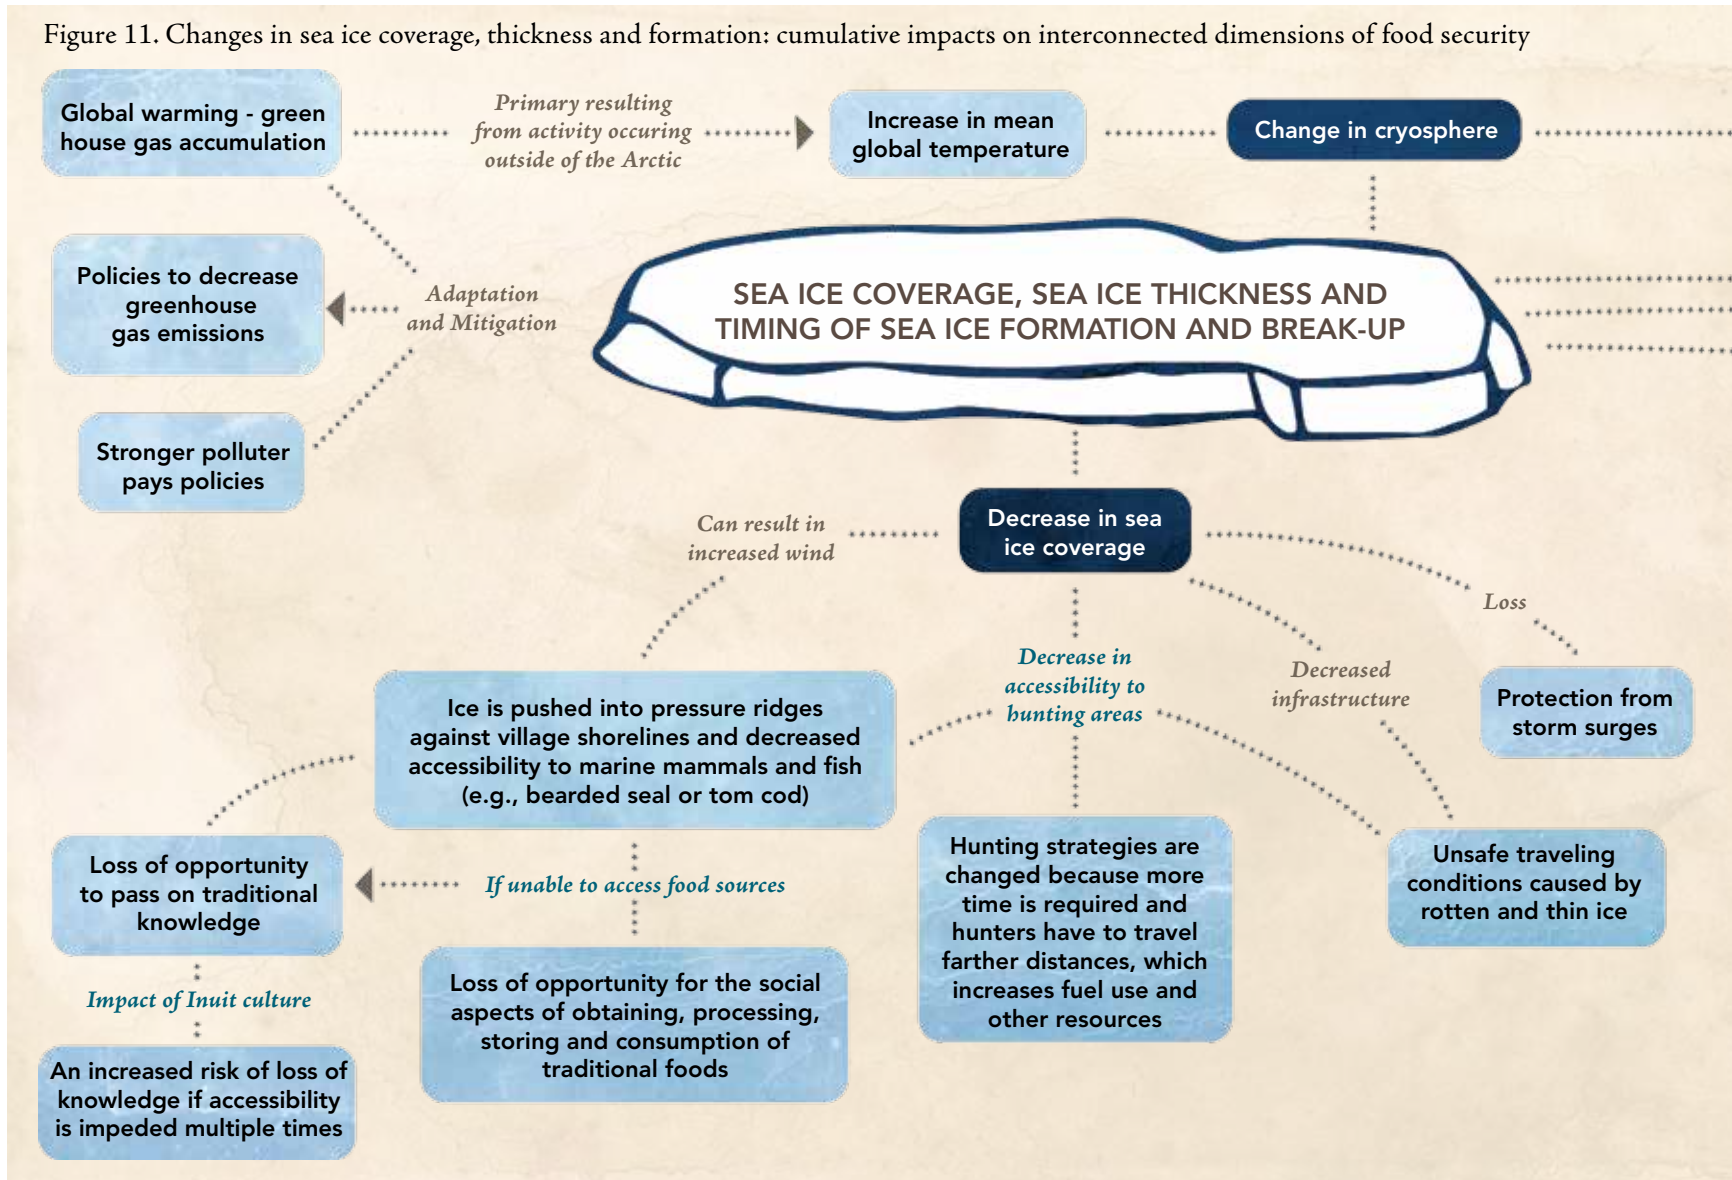 Figure 11. Changes in sea ice coverage, thickness and formation: cumulative impacts on interconnected dimensions of food security
Global warming - green
house gas accumulation
Primary resulting
from activity occuring
outside of the Arctic
Increase in mean
global temperature
Change in cryosphere
Policies to decrease
greenhouse
gas emissions
Adaptation
and Mitigation
Stronger polluter
pays policies
SEA ICE COVERAGE, SEA ICE THICKNESS AND
TIMING OF SEA ICE FORMATION AND BREAK-UP
Can result in
increased wind
Decrease in sea
ice coverage
Loss
Decrease in
accessibility to
hunting areas
Decreased
infrastructure
Protection from
storm surges
Ice is pushed into pressure ridges
against village shorelines and decreased
accessibility to marine mammals and fish
(e.g., bearded seal or tom cod)
Loss of opportunity
to pass on traditional
knowledge
If unable to access food sources
Hunting strategies are
changed because more
time is required and
hunters have to travel
farther distances, which
increases fuel use and
other resources
Unsafe traveling
conditions caused by
rotten and thin ice
Impact of Inuit culture
Loss of opportunity for the social
aspects of obtaining, processing,
storing and consumption of
traditional foods
An increased risk of loss of
knowledge if accessibility
is impeded multiple times